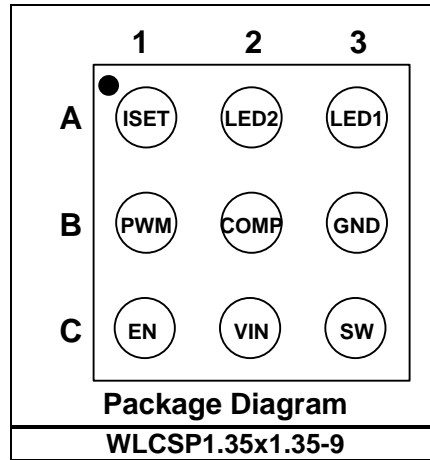 1 2 3
A ISET LED2 LED1
B PWM COMP GND
C EN VIN SW
Package Diagram
WLCSP1.35x1.35-9